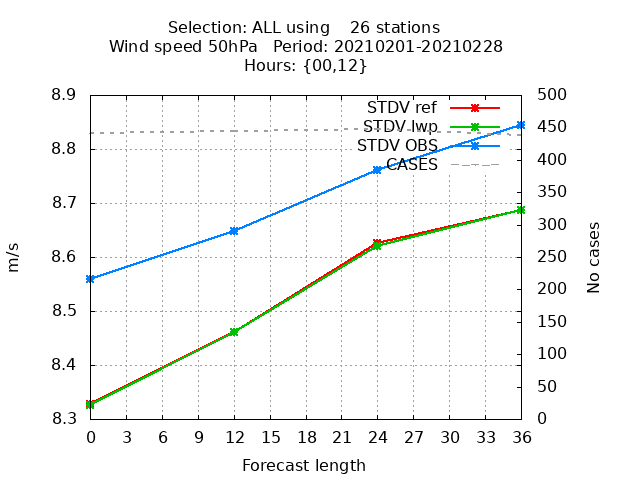 Selection: ALL using    26 stations
Wind speed 50hPa   Period: 20210201-20210228
Hours: {00,12}
8.9
8.8
8.7
8.6
8.5
8.4
8.3
m/s
STDV ref
STDV lwp
STDV OBS
CASES
500
450
400
350
300
250
200
150
100
50
0
No cases
0 3 6 9 12 15 18 21 24 27 30 33 36
Forecast length